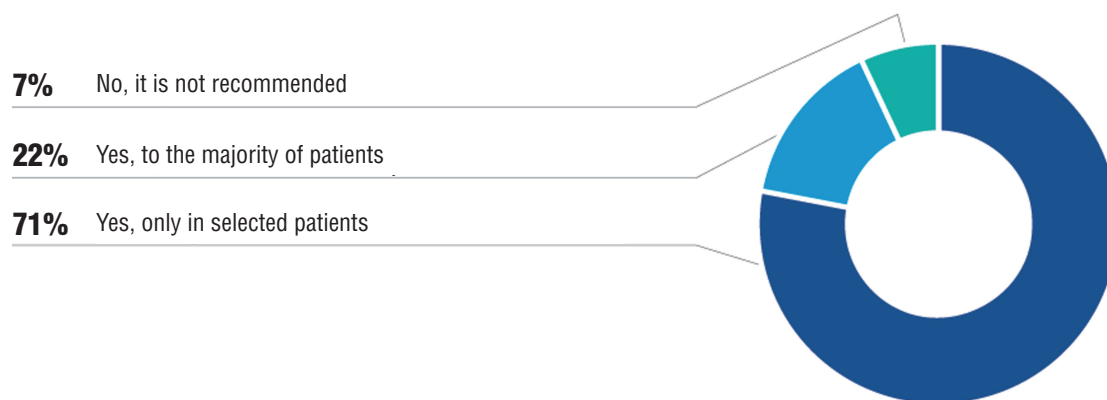 7% No, it is not recommended
22% Yes, to the majority of patients
71% Yes, only in selected patients